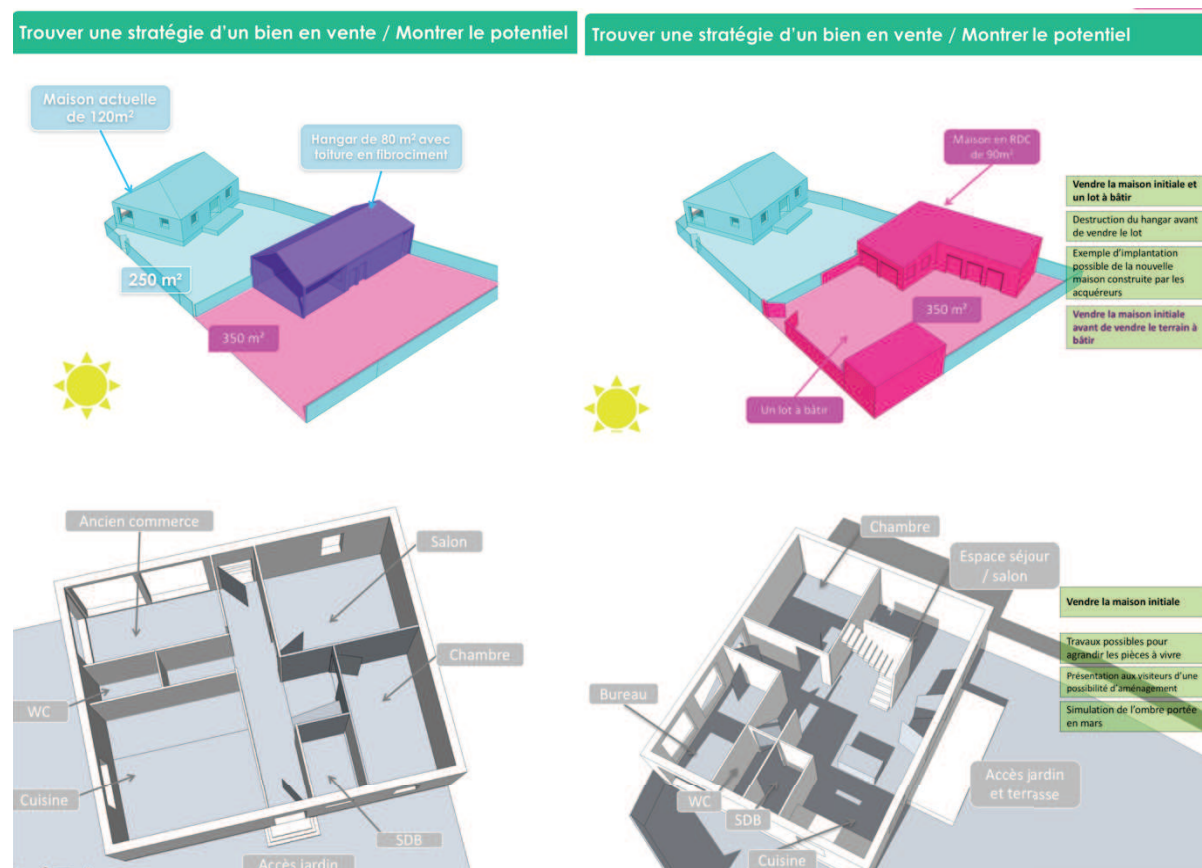 Trouver une stratégie d'un bien en vente / Montrer le potentiel
Maison actuelle
de 120m²
Hangar de 80 m² avec
toiture en fibrociment
250 m²
350 m²
Trouver une stratégie d'un bien en vente / Montrer le potentiel
Maison en RDC
de 90m²
350 m²
Un lot à bâtir
Vendre la maison initiale et
un lot à bâtir
Destruction du hangar avant
de vendre le lot
Exemple d'implantation
possible de la nouvelle
maison construite par les
acquéreurs
Vendre la maison initiale
avant de vendre le terrain à
bâtir
Ancien commerce
Salon
Chambre
WC
Cuisine
SDB
Accès jardin
Chambre
Espace séjour
/ salon
Bureau
WC
SDB
Cuisine
Accès jardin
et terrasse
Vendre la maison initiale
Travaux possibles pour
agrandir les pièces à vivre
Présentation aux visiteurs d'une
possibilité d'aménagement
Simulation de l'ombre portée
en mars